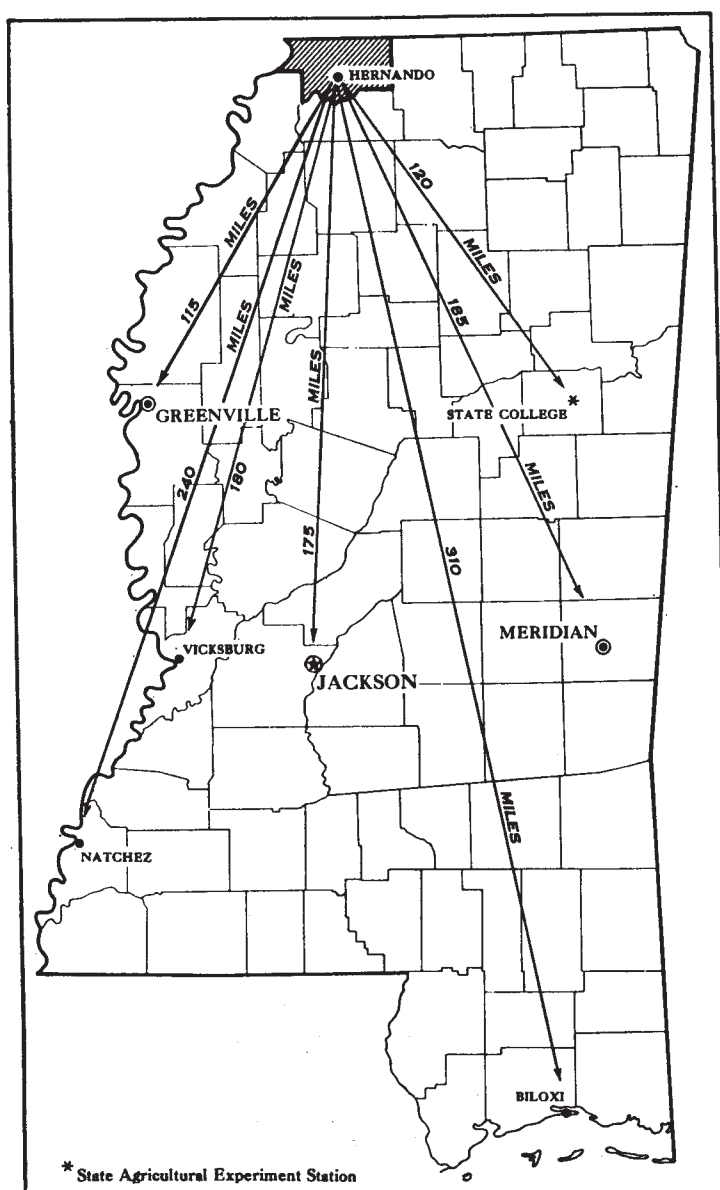 HERNANDO
120
MILES
MILES
115
MILES
MILES
185
MILES
GREENVILLE
STATE COLLEGE *
240
180
MILES
175
310
MERIDIAN
VICKSBURG
JACKSON
MILES
NATCHEZ
BILOXI
* State Agricultural Experiment Station